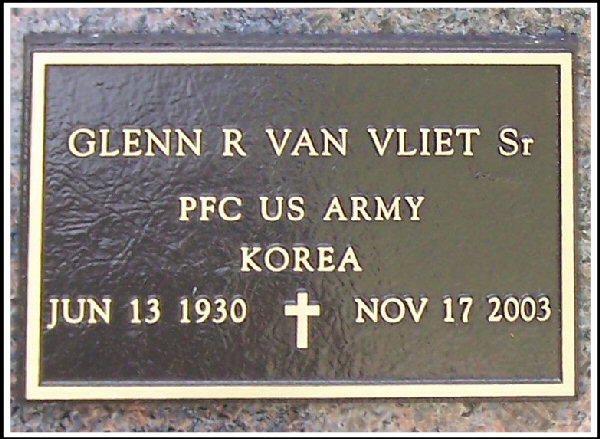 GLENN R VAN VLIET Sr
PFC US ARMY
KOREA
JUN 13 1930 NOV 17 2003